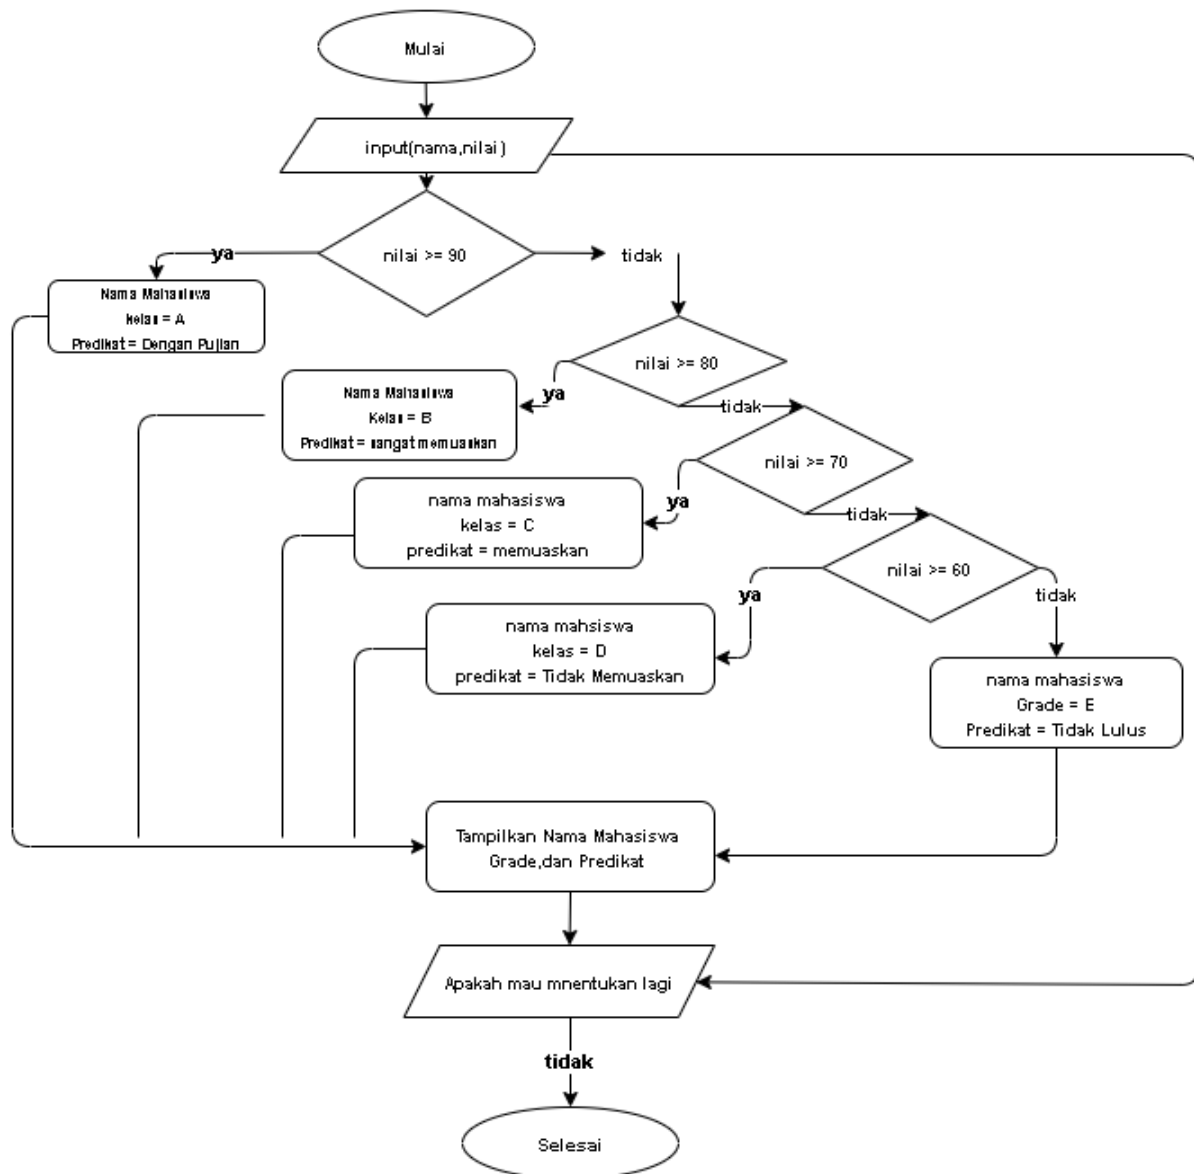 Mulai
input(nama,nilai)
nilai >= 90
ya
tidak
Nama Mahasiswa
kelas = A
Predikat = Dengan Pujian
nilai >= 80
ya
tidak
Nama Mahasiswa
Kelas = B
Predikat = sangat memuaskan
nilai >= 70
ya
tidak
nama mahasiswa
kelas = C
predikat = memuaskan
nilai >= 60
ya
tidak
nama mahsiswa
kelas = D
predikat = Tidak Memuaskan
nama mahasiswa
Grade = E
Predikat = Tidak Lulus
Tampilkan Nama Mahasiswa
Grade,dan Predikat
Apakah mau mnentukan lagi
tidak
Selesai